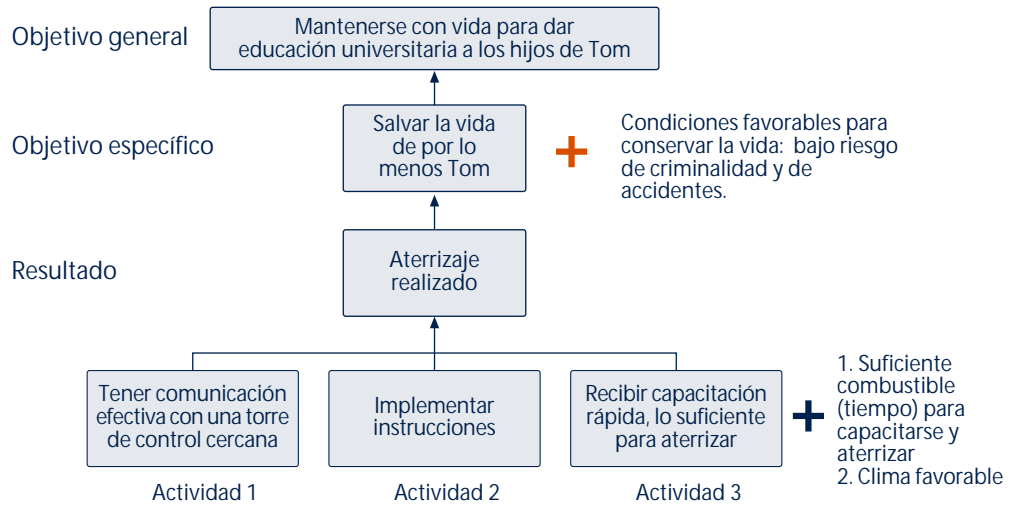 Objetivo general
Mantenerse con vida para dar
educación universitaria a los hijos de Tom
Objetivo específico
Salvar la vida
de por lo
menos Tom
+
Condiciones favorables para
conservar la vida: bajo riesgo
de criminalidad y de
accidentes.
Resultado
Aterrizaje
realizado
Tener comunicación
efectiva con una torre
de control cercana
Implementar
instrucciones
Recibir capacitación
rápida, lo suficiente
para aterrizar
+
1. Suficiente
combustible
(tiempo) para
capacitarse y
aterrizar
2. Clima favorable
Actividad 1
Actividad 2
Actividad 3